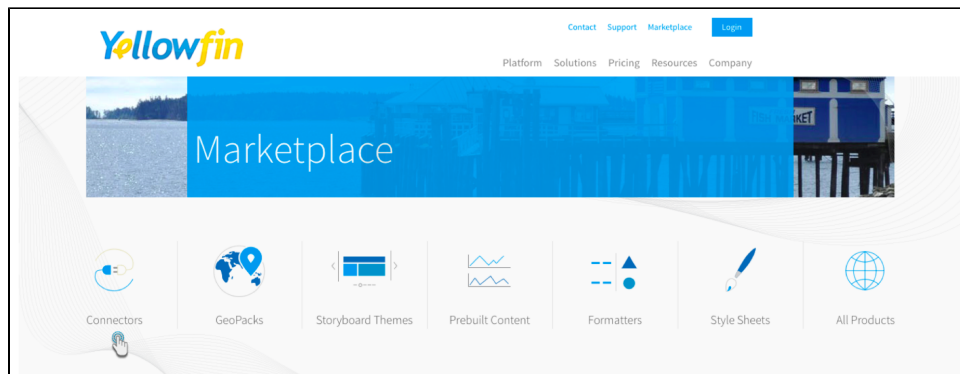 Yellowfin
Contact Support Marketplace Login
Platform Solutions Pricing Resources Company
Marketplace
MARKET
Connectors GeoPacks Storyboard Themes Prebuilt Content Formatters Style Sheets All Products